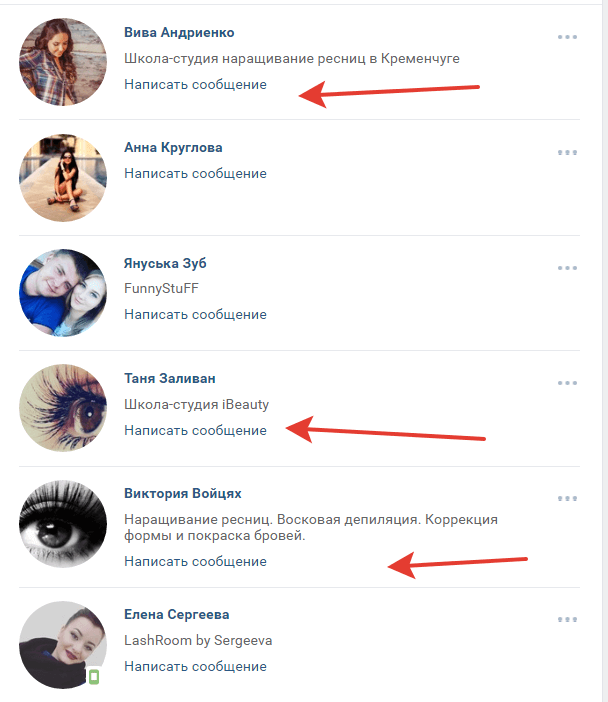 Вива Андриенко
Школа-студия наращивание ресниц в Кременчуге
Написать сообщение
Анна Круглова
Написать сообщение
Януська Зуб
FunnyStuFF
Написать сообщение
Таня Заливан
Школа-студия iBeauty
Написать сообщение
Виктория Войцях
Наращивание ресниц. Восковая депиляция. Коррекция
формы и покраска бровей.
Написать сообщение
Елена Сергеева
LashRoom by Sergeeva
Написать сообщение